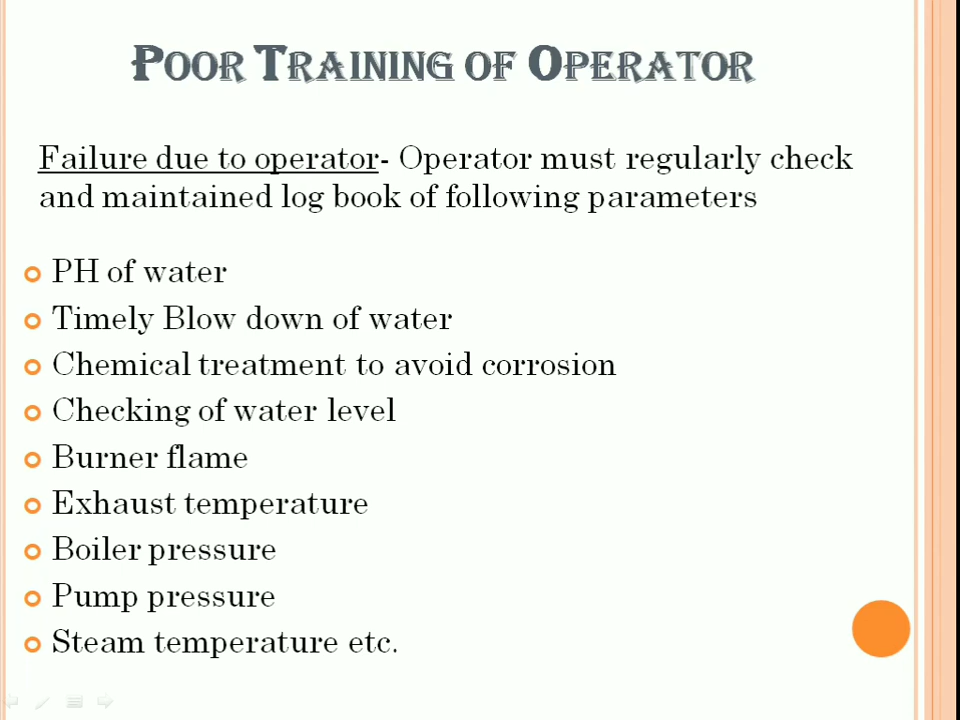 Poor Training of Operator
Failure due to operator- Operator must regularly check
and maintained log book of following parameters
PH of water
Timely Blow down of water
Chemical treatment to avoid corrosion
Checking of water level
Burner flame
Exhaust temperature
Boiler pressure
Pump pressure
Steam temperature etc.